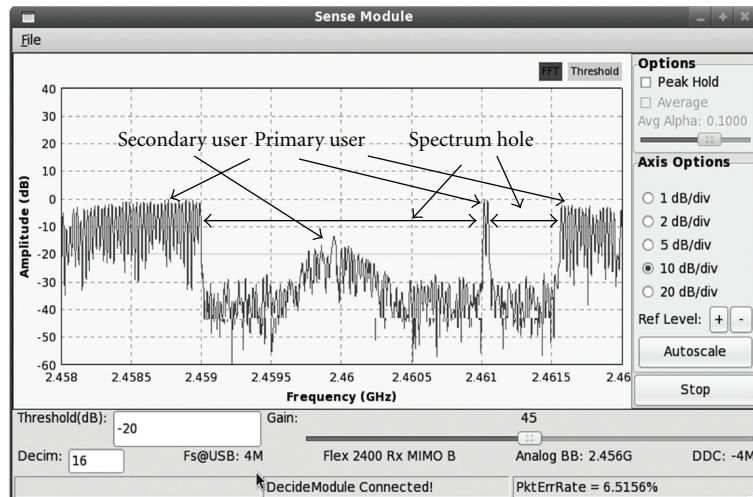 Sense Module
File
FFT Threshold
Options
Peak Hold
Average
Avg Alpha: 0.1000
Axis Options
1 dB/div
2 dB/div
5 dB/div
10 dB/div
20 dB/div
Ref Level: + -
Autoscale
Stop
Secondary user Primary user Spectrum hole
Amplitude (dB)
40
30
20
10
0
-10
-20
-30
-40
-50
-60
2.458 2.4585 2.459 2.4595 2.46 2.4605 2.461 2.4615 2.46
Frequency (GHz)
Threshold(dB): -20 Gain: 45
Decim: 16 Fs@USB: 4M Flex 2400 Rx MIMO B Analog BB: 2.456G DDC: -4M
DecideModule Connected! PktErrRate = 6.5156%